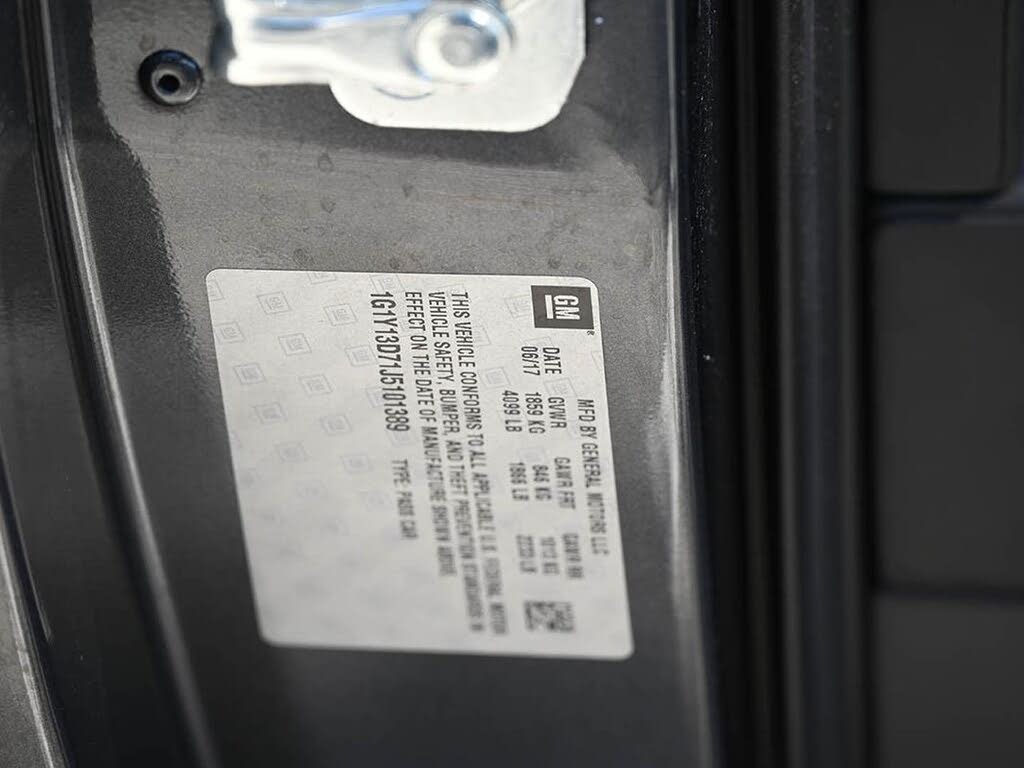 GM
MFD BY GENERAL MOTORS LLC
DATE GVWR GAWR FRT GAWR RR
06/17 1859 KG 846 KG 1013 KG
4099 LB 1866 LB
THIS VEHICLE CONFORMS TO ALL APPLICABLE U.S. FEDERAL MOTOR
VEHICLE SAFETY, BUMPER, AND THEFT PREVENTION STANDARDS IN
EFFECT ON THE DATE OF MANUFACTURE SHOWN ABOVE.
1G1Y13D71J5101389 TYPE: PASS CAR